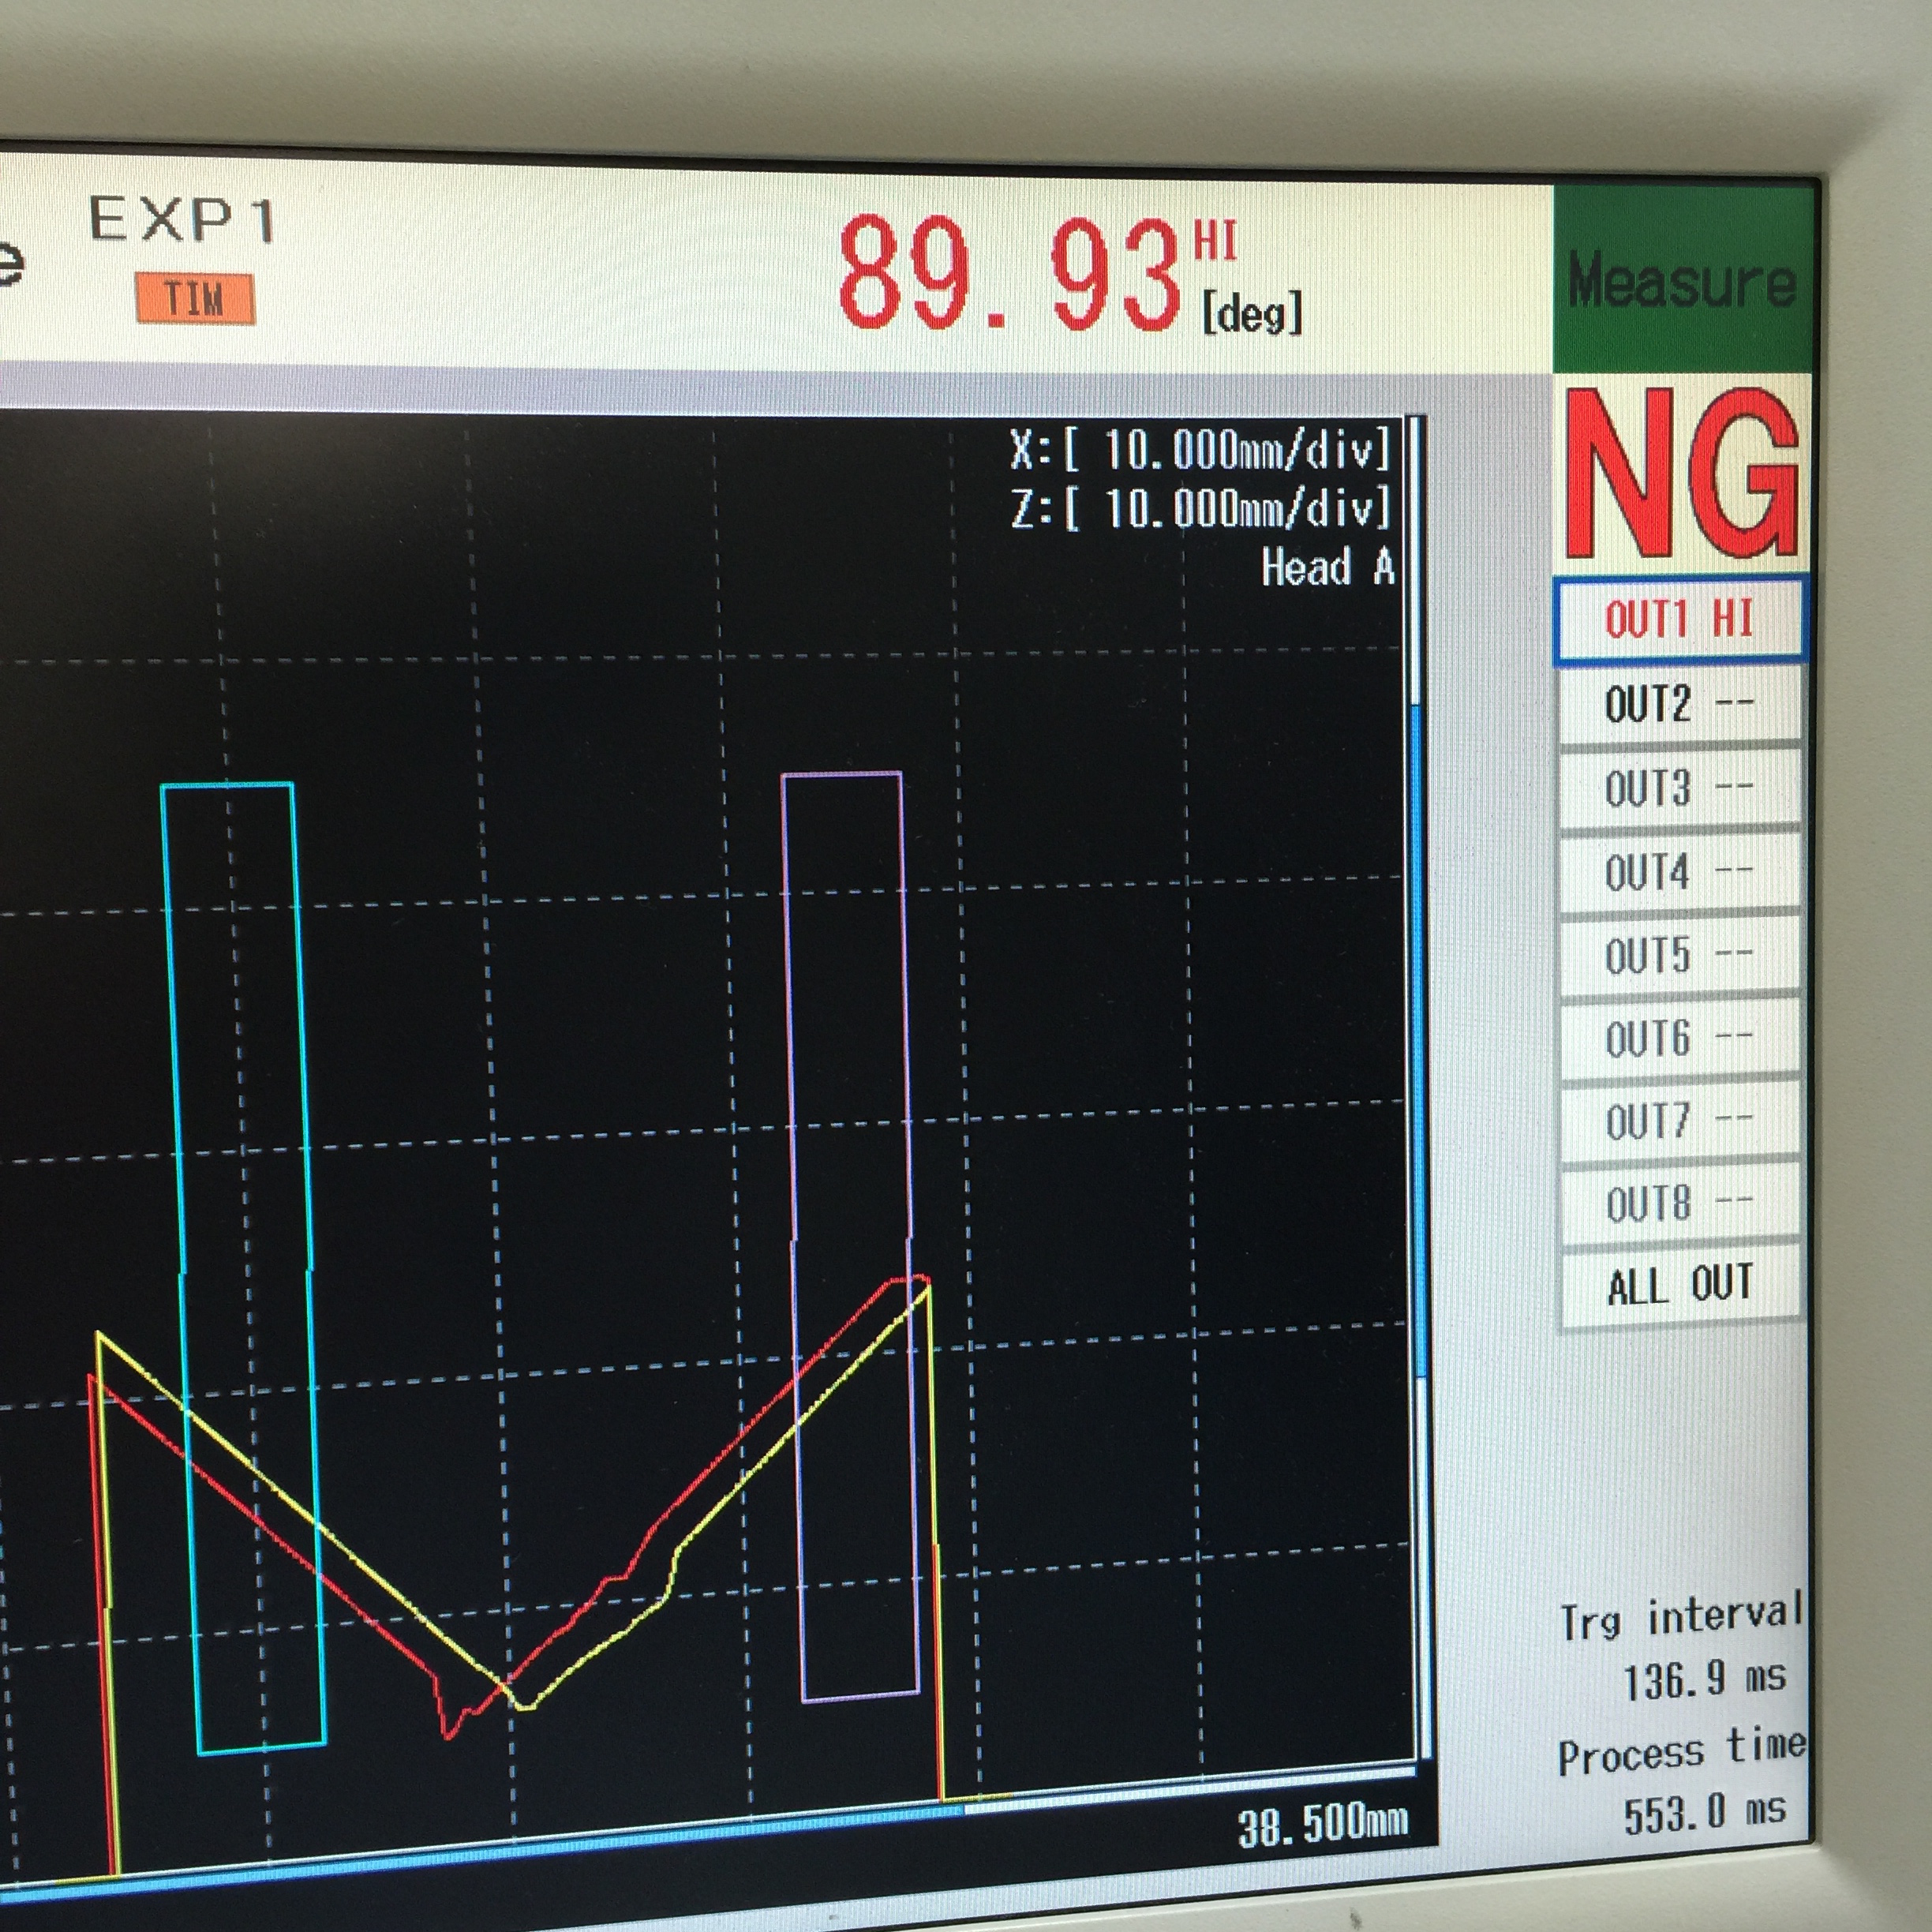 e
EXP1
TIM
89.93 HI
[deg]
Measure
NG
X:[ 10.000mm/div]
Z:[ 10.000mm/div]
Head A
OUT1 HI
OUT2 --
OUT3 --
OUT4 --
OUT5 --
OUT6 --
OUT7 --
OUT8 --
ALL OUT
Trg interval
136.9 ms
Process time
553.0 ms
38.500mm